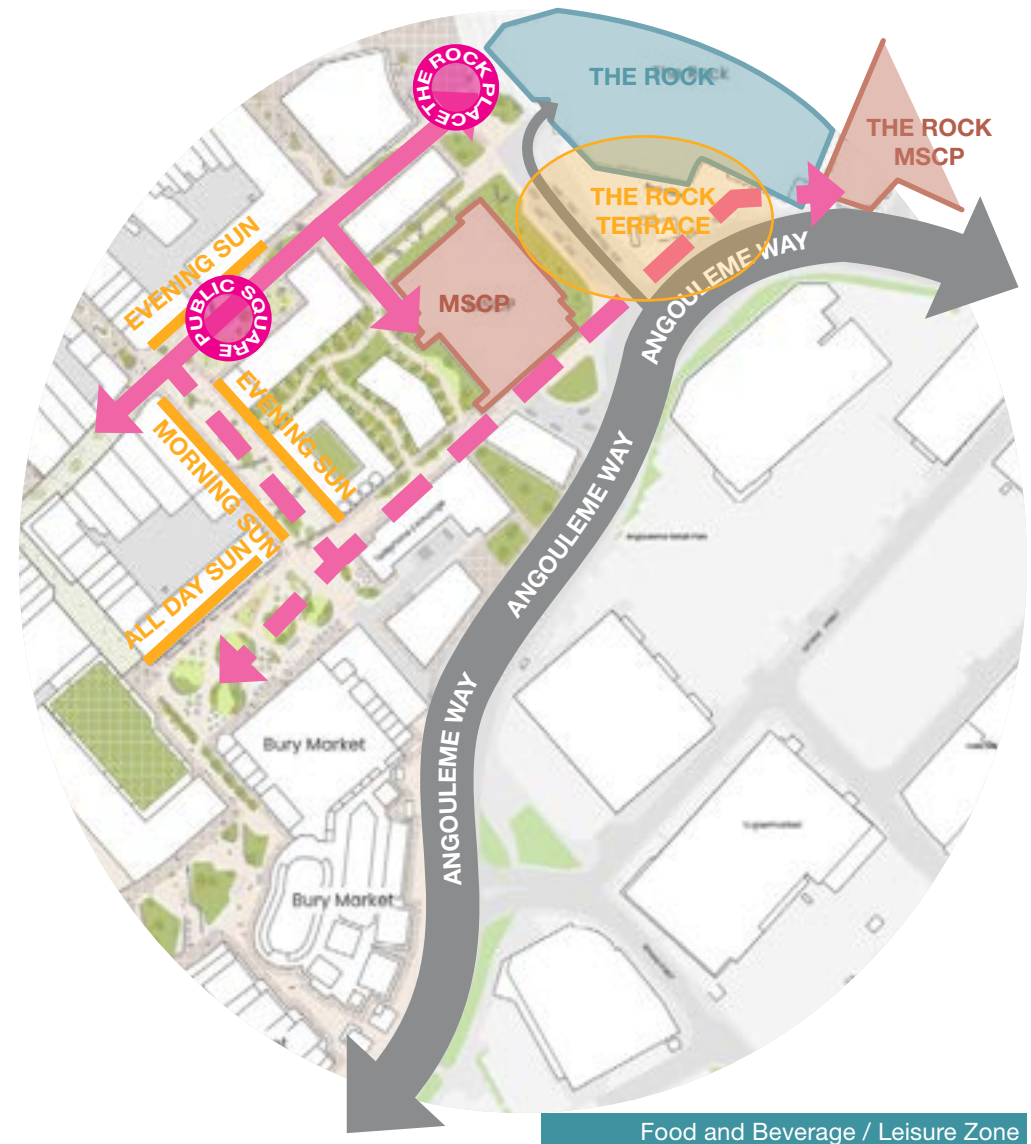 THE ROCK PLACE
THE ROCK
THE ROCK
MSCP
THE ROCK
TERRACE
EVENING SUN
PUBLIC SQUARE
MSCP
ANGOULEME WAY
EVENING SUN
MORNING SUN
ALL DAY SUN
ANGOULEME WAY
Bury Market
ANGOULEME WAY
Bury Market
Supermarket
Food and Beverage / Leisure Zone